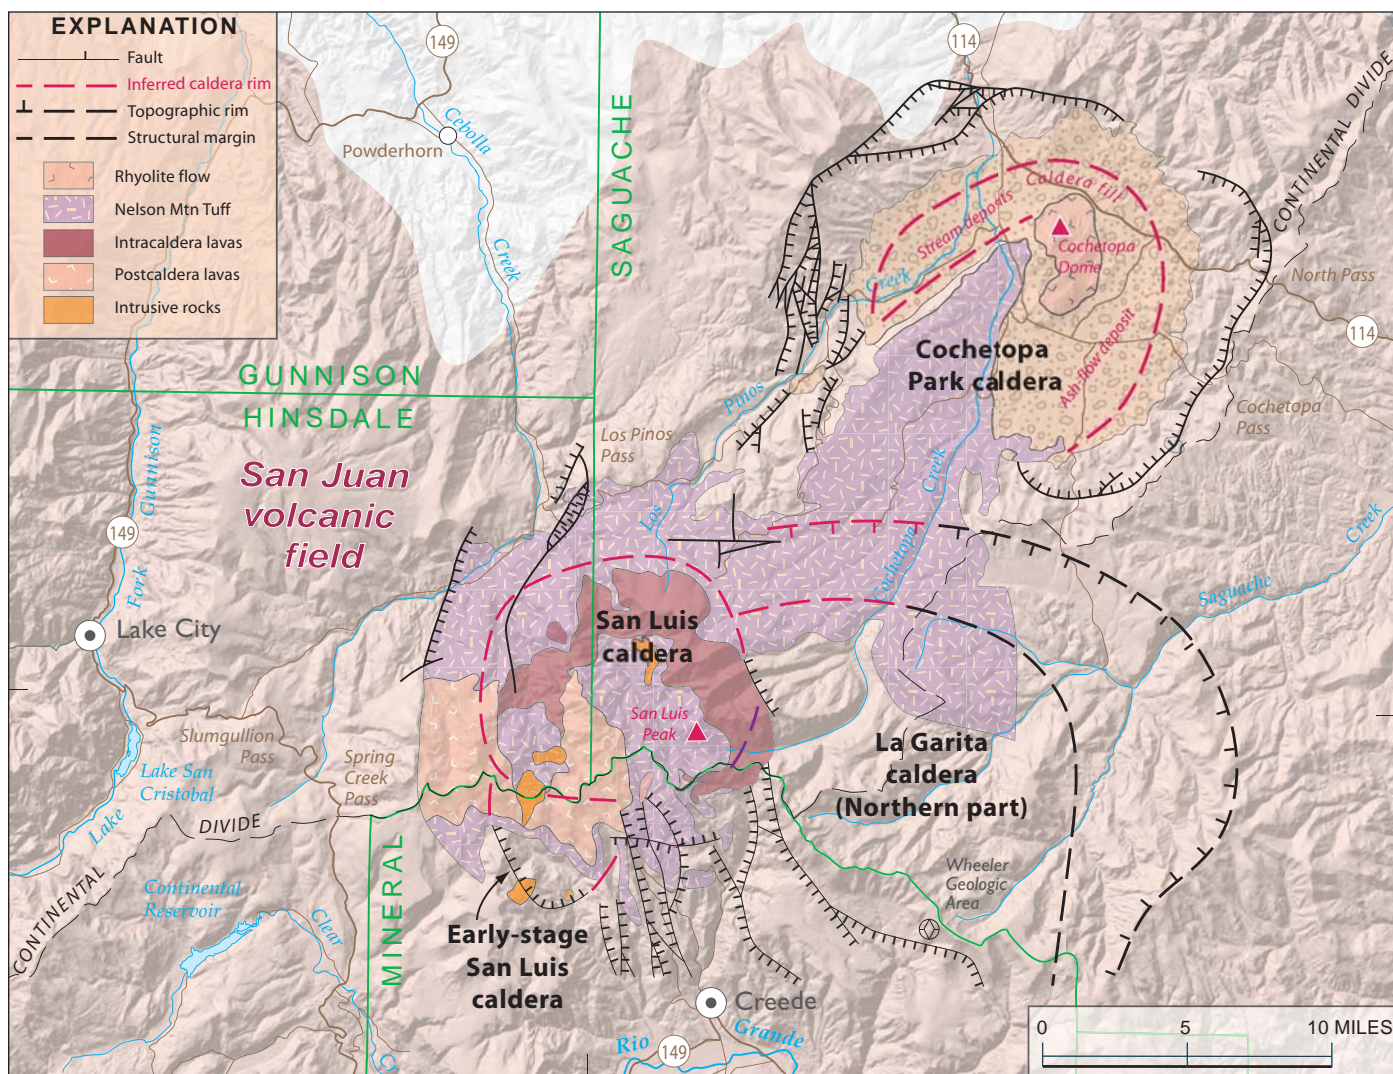 EXPLANATION
Fault
Inferred caldera rim
Topographic rim
Structural margin
Rhyolite flow
Nelson Mtn Tuff
Intracaldera lavas
Postcaldera lavas
Intrusive rocks
149
114
Powderhorn
Cebolla
Creek
SAGUACHE
CONTINENTAL DIVIDE
Caldera fill
Stream deposits
Cochetopa
Dome
Creek
North Pass
114
Ash-flow deposit
Cochetopa
Park caldera
Pinos
Cochetopa
Pass
GUNNISON
HINSDALE
Los Pinos
Pass
San Juan
volcanic
field
Gunnison
149
Fork
Lake City
Los
Creek
Cochetopa
Saguache
Creek
San Luis
caldera
San Luis
Peak
La Garita
caldera
(Northern part)
Slumgullion
Pass
Spring
Creek
Pass
Lake San
Cristobal
Lake
DIVIDE
CONTINENTAL
Continental
Reservoir
Clear
Cr
MINERAL
Wheeler
Geologic
Area
Early-stage
San Luis
caldera
Creede
Rio
Grande
149
0
5
10 MILES